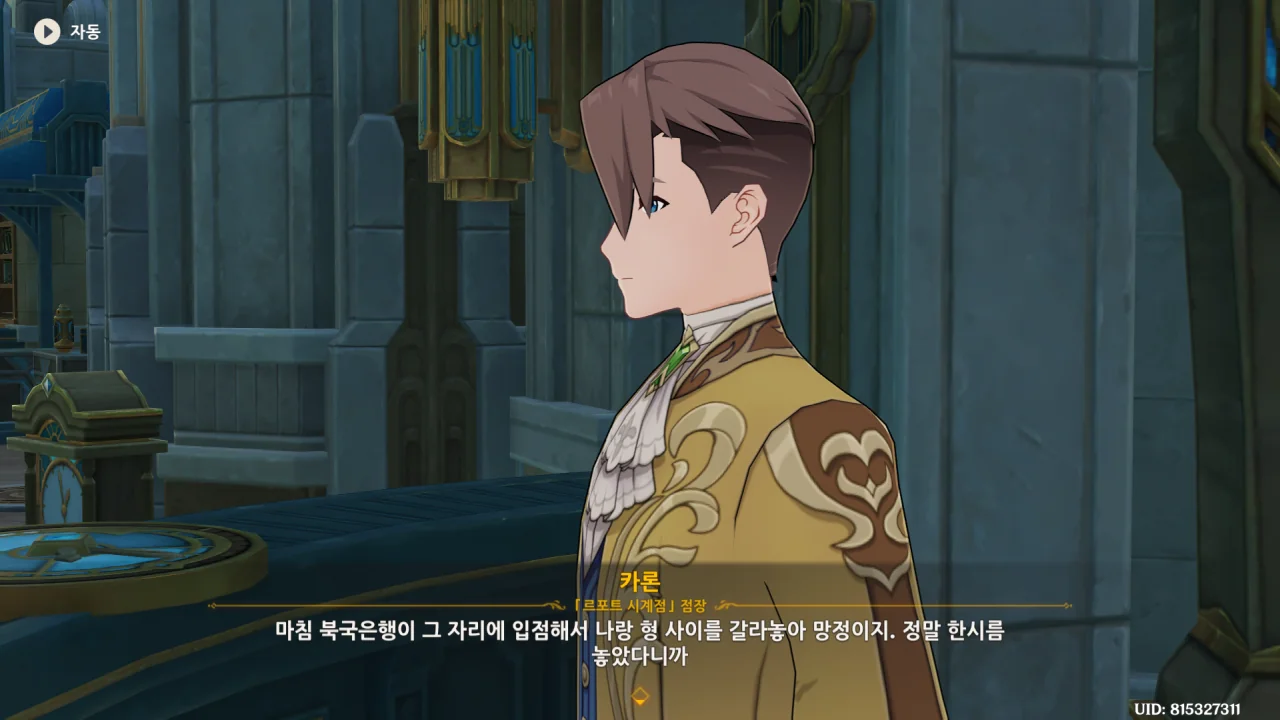 자동
카론
「르포트 시계점」 점장
마침 북국은행이 그 자리에 입점해서 나랑 형 사이를 갈라놓아 망정이지. 정말 한시름
놓았다니까
UID: 815327311